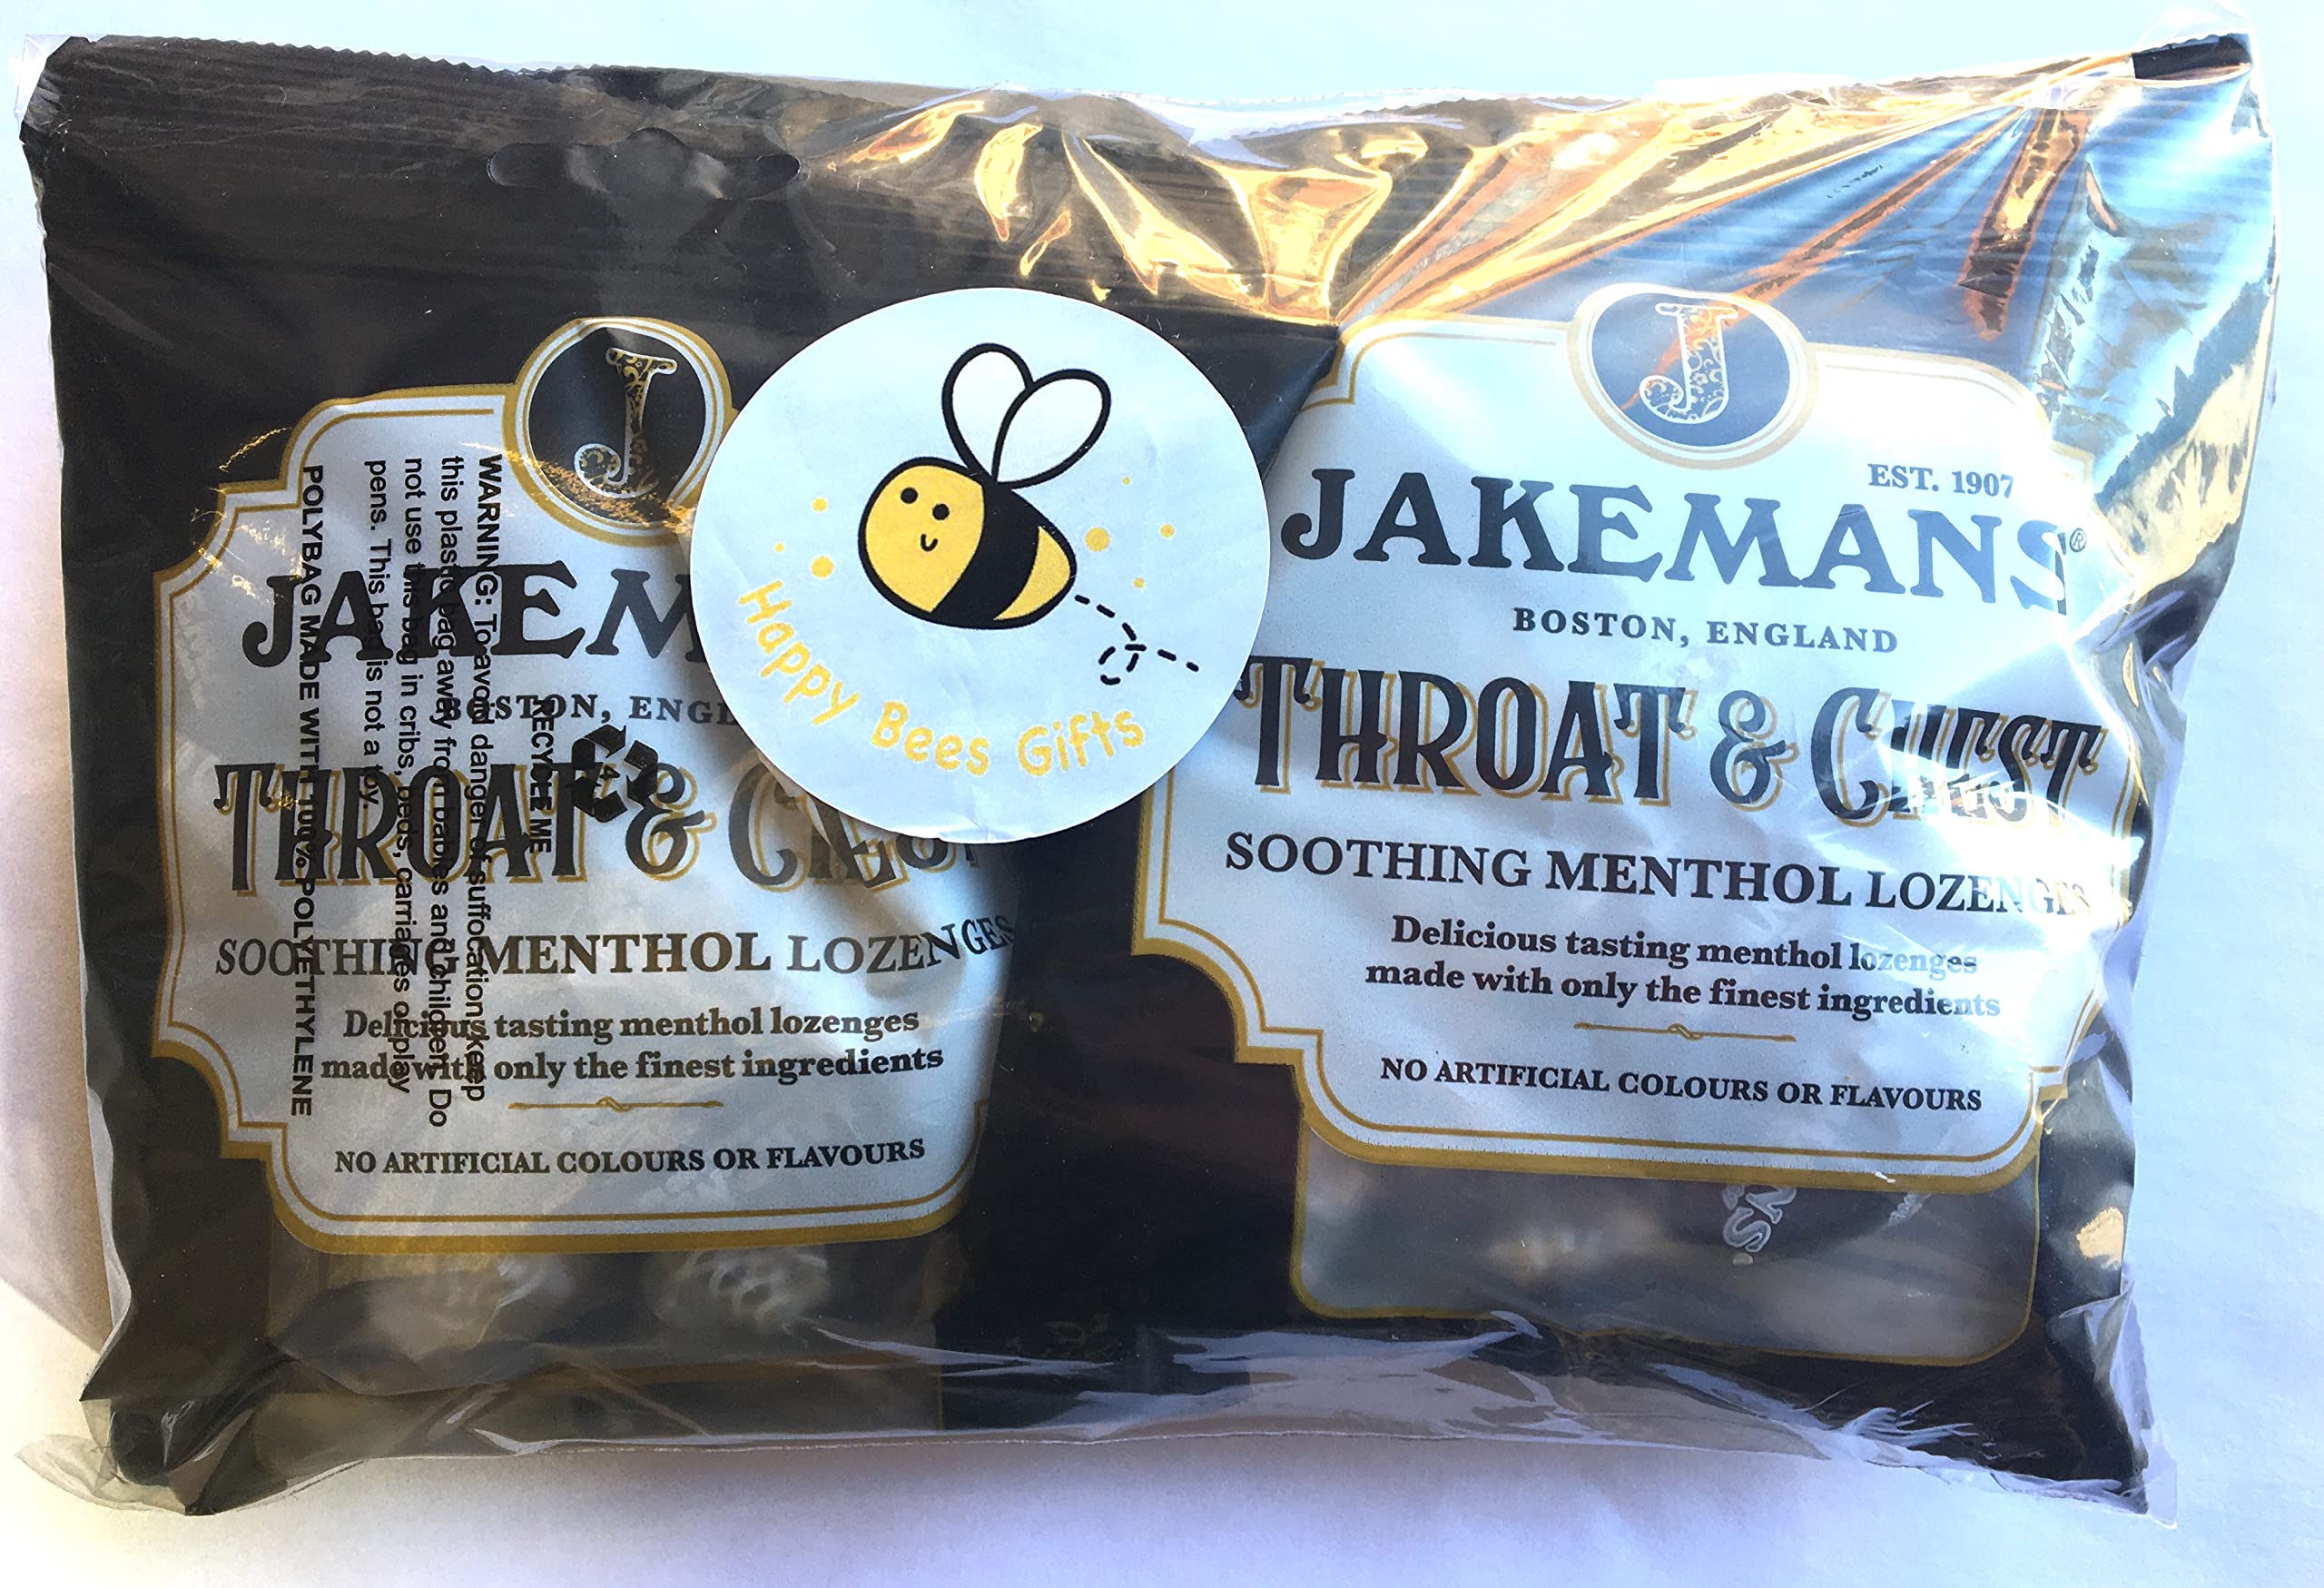 J
JAKEM
BOSTON, ENGL
THROAT &
SOOTHING MENTHOL LOZENGES
Delicious tasting menthol lozenges
made with only the finest ingredients
NO ARTIFICIAL COLOURS OR FLAVOURS
WARNING: To avoid danger of suffocation, keep
this plastic bag away from babies and children. Do
not use this bag in cribs, beds, carriages or play
pens. This bag is not a toy.
POLYBAG MADE WITH 100% POLYETHYLENE
4
RECYCLE ME
Happy Bees Gifts
J
EST. 1907
JAKEMANS®
BOSTON, ENGLAND
THROAT & CHEST
SOOTHING MENTHOL LOZENGES
Delicious tasting menthol lozenges
made with only the finest ingredients
NO ARTIFICIAL COLOURS OR FLAVOURS